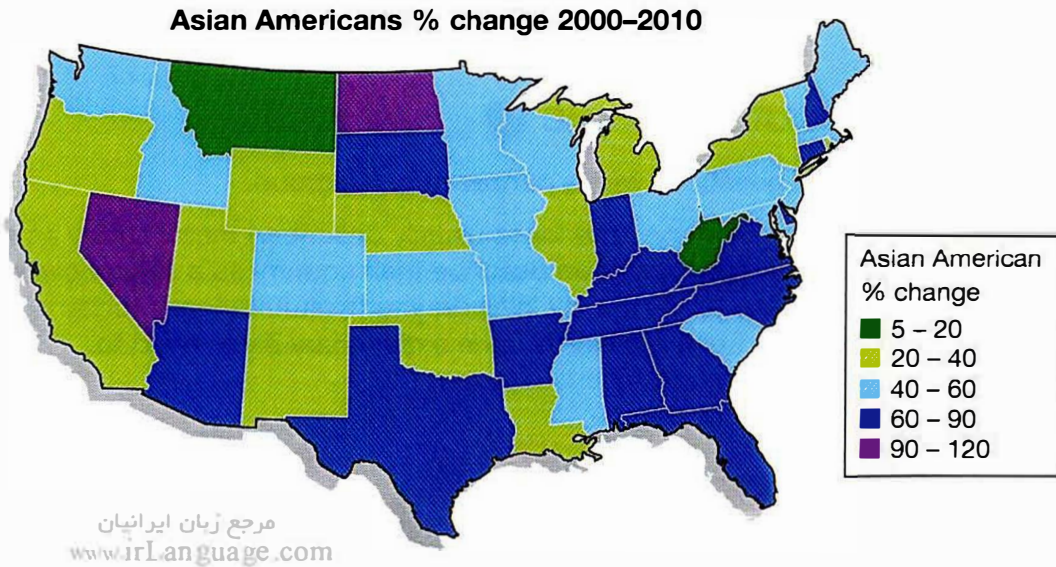 Asian Americans % change 2000–2010
Asian American
% change
5 – 20
20 – 40
40 – 60
60 – 90
90 – 120
مرجع زبان ایرانیان
www.irLanguage.com